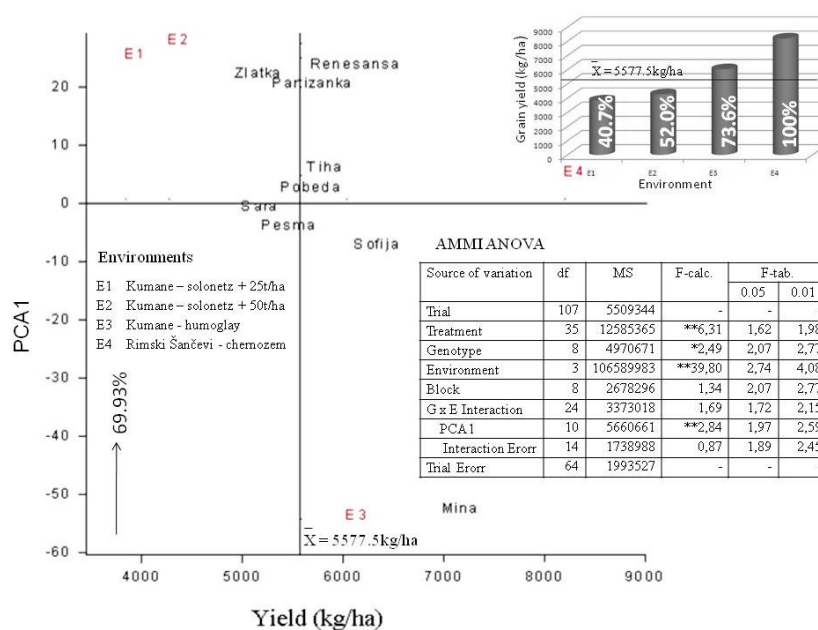 E1
E2
Zlatka
Renesansa
Partizanka
Tiha
Pobeda
Sara
Pesma
Sofija
E3
Mina
E4
X = 5577.5kg/ha
20
10
0
-10
-20
-30
-40
-50
-60
PCA1
69.93%
4000 5000 6000 7000 8000 9000
Yield (kg/ha)
Environments
E1 Kumane – solonetz + 25t/ha
E2 Kumane – solonetz + 50t/ha
E3 Kumane - humoglay
E4 Rimski Šančevi - chernozem
Grain yield (kg/ha)
9000
8000
7000
6000
5000
4000
3000
2000
1000
0
X = 5577.5kg/ha
40.7% 52.0% 73.6% 100%
E1 E2 E3 E4
Environment
AMMI ANOVA
Source of variation df MS F-calc. F-tab.
0.05 0.01
Trial 107 5509344 - - -
Treatment 35 12585365 **6,31 1,62 1,98
Genotype 8 4970671 *2,49 2,07 2,77
Environment 3 106589983 **39,80 2,74 4,08
Block 8 2678296 1,34 2,07 2,77
G x E Interaction 24 3373018 1,69 1,72 2,15
PCA1 10 5660661 **2,84 1,97 2,59
Interaction Erorr 14 1738988 0,87 1,89 2,45
Trial Erorr 64 1993527 - - -